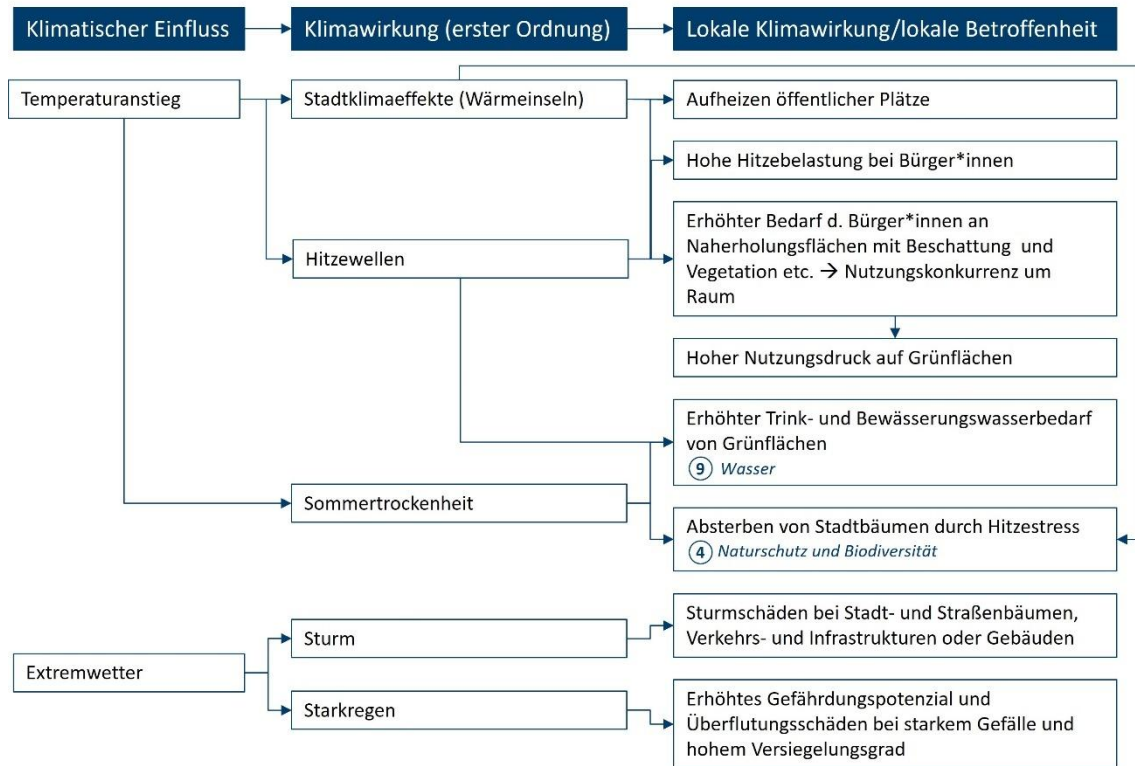 Klimatischer Einfluss
Klimawirkung (erster Ordnung)
Lokale Klimawirkung/lokale Betroffenheit
Temperaturanstieg
Stadtklimaeffekte (Wärmeinseln)
Aufheizen öffentlicher Plätze
Hohe Hitzebelastung bei Bürger*innen
Hitzewellen
Erhöhter Bedarf d. Bürger*innen an
Naherholungsflächen mit Beschattung und
Vegetation etc. → Nutzungskonkurrenz um
Raum
Hoher Nutzungsdruck auf Grünflächen
Erhöhter Trink- und Bewässerungswasserbedarf
von Grünflächen
9 Wasser
Sommertrockenheit
Absterben von Stadtbäumen durch Hitzestress
4 Naturschutz und Biodiversität
Extremwetter
Sturm
Sturmschäden bei Stadt- und Straßenbäumen,
Verkehrs- und Infrastrukturen oder Gebäuden
Starkregen
Erhöhtes Gefährdungspotenzial und
Überflutungsschäden bei starkem Gefälle und
hohem Versiegelungsgrad